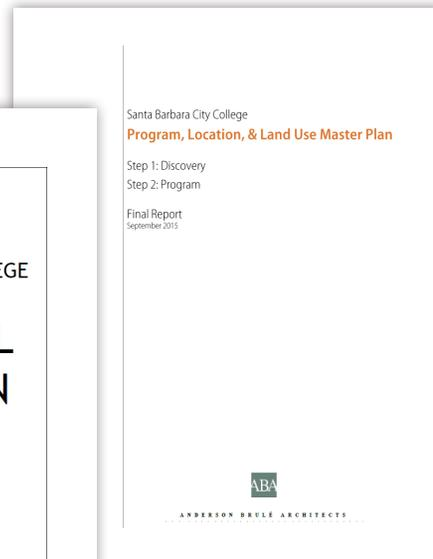 Santa Barbara City College
Program, Location, & Land Use Master Plan
Step 1: Discovery
Step 2: Program
Final Report
September 2015
EGE
N
ABA
ANDERSON BRULÉ ARCHITECTS